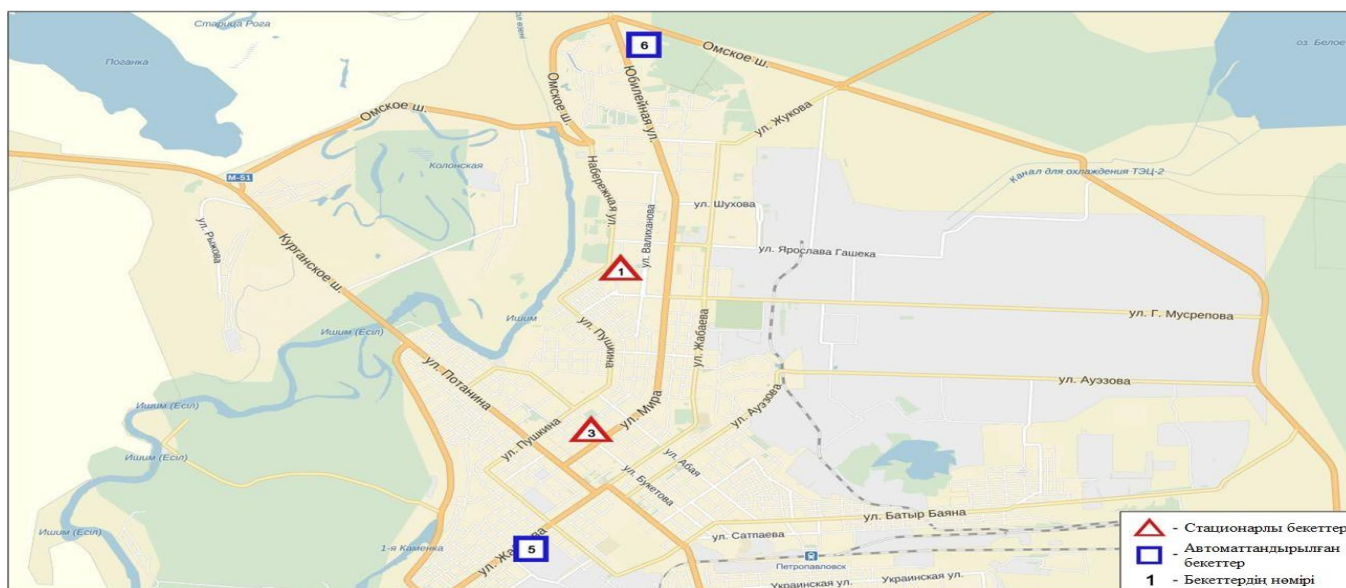 Старица Рога
Поганка
6
Омское ш.
оз. Белое
Юбилейная ул.
Омское ш.
Омское ш.
ул. Жукова
Колонская
М-51
Набережная ул.
Канал для охлаждения ТЭЦ-2
ул. Рыжкова
ул. Валиханова
ул. Шухова
Курганское ш.
ул. Ярослава Гашека
1
Ишим
ул. Г. Мусрепова
Ишим (Есіл)
ул. Пушкина
ул. Жабаева
ул. Потанина
ул. Ауэзова
Ишим (Есіл)
ул. Мира
ул. Ауэзова
3
ул. Пушкина
Ишим (Есіл)
ул. Абая
ул. Букетова
ул. Батыр Баяна
Ишим (Есіл)
1-я Каменка
5
ул. Сатпаева
Петропавловск
Украинская ул.
Украинская ул.
- Стационарлы бекеттер
- Автоматтандырылған
бекеттер
1 - Бекеттердің нөмірі